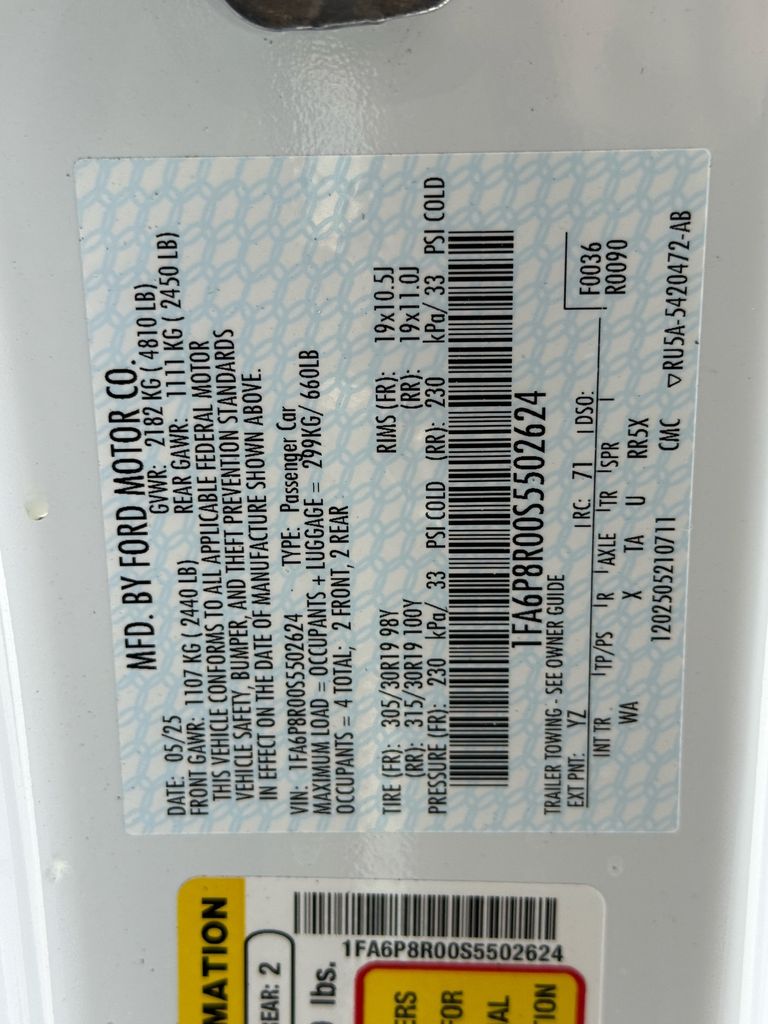 MFD. BY FORD MOTOR CO.
DATE: 05/25 GVWR: 2182 KG ( 4810 LB)
FRONT GAWR: 1107 KG ( 2440 LB) REAR GAWR: 1111 KG ( 2450 LB)
THIS VEHICLE CONFORMS TO ALL APPLICABLE FEDERAL MOTOR
VEHICLE SAFETY, BUMPER, AND THEFT PREVENTION STANDARDS
IN EFFECT ON THE DATE OF MANUFACTURE SHOWN ABOVE.
VIN: 1FA6P8R00S5502624 TYPE: Passenger Car
MAXIMUM LOAD = OCCUPANTS + LUGGAGE = 299KG/ 660LB
OCCUPANTS = 4 TOTAL; 2 FRONT, 2 REAR
TIRE (FR): 305/30R19 98Y RIMS (FR): 19x10.5J
(RR): 315/30R19 100Y (RR): 19x11.0J
PRESSURE (FR): 230 kPa/ 33 PSI COLD (RR): 230 kPa/ 33 PSI COLD
1FA6P8R00S5502624
TRAILER TOWING - SEE OWNER GUIDE
EXT PNT: YZ RC: 71 DSO: F0036
R0090
INT TR TP/PS R AXLE TR SPR
WA X TA U RR5X
1202505210711 CMC ▽RU5A-5420472-AB
MATION
EAR: 2
lbs.
1FA6P8R00S5502624
ERS
FOR
AL
ION